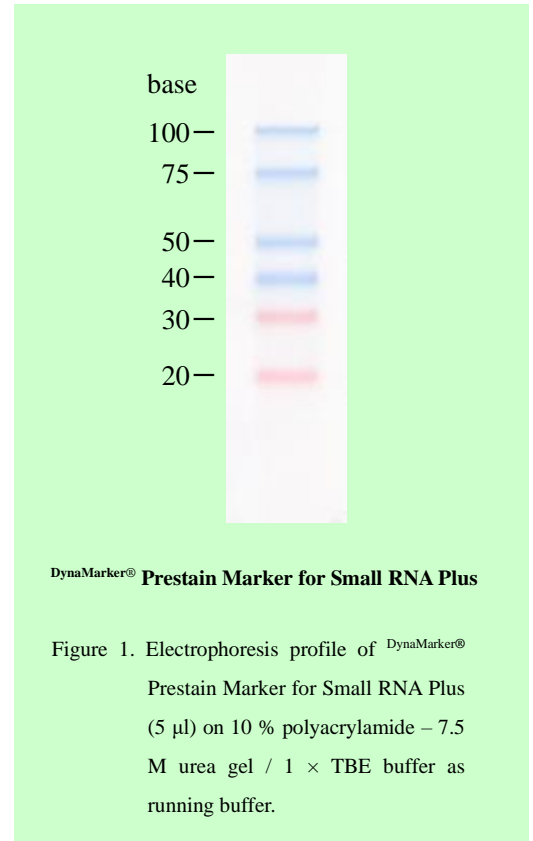 base
100
75
50
40
30
20
DynaMarker® Prestain Marker for Small RNA Plus
Figure 1. Electrophoresis profile of DynaMarker®
Prestain Marker for Small RNA Plus
(5 μl) on 10 % polyacrylamide – 7.5
M urea gel / 1 × TBE buffer as
running buffer.